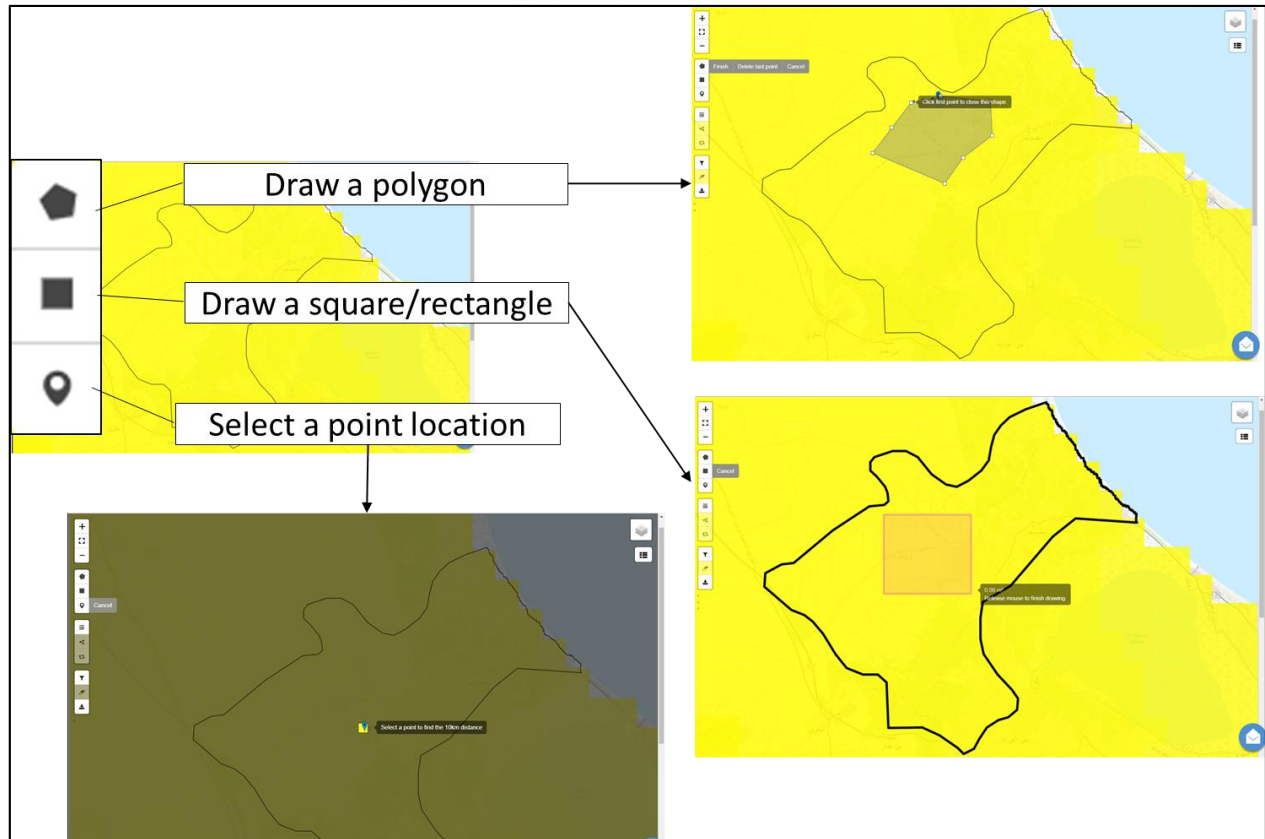 Draw a polygon
Draw a square/rectangle
Select a point location
Finish Delete last point Cancel
Click first point to close this shape.
Cancel
Release mouse to finish drawing
Cancel
Select a point to find the 10km distance